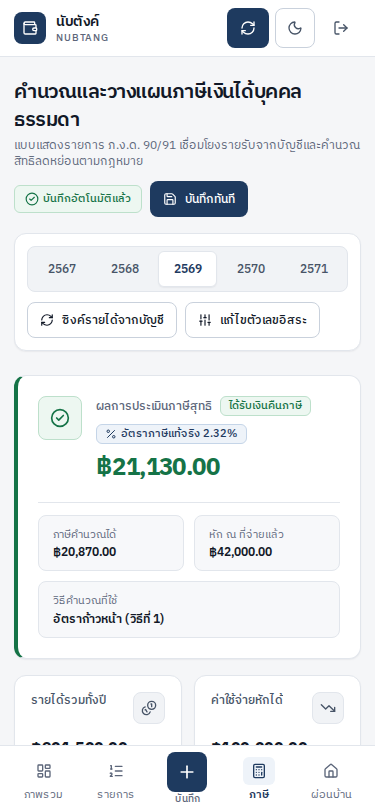 นับตังค์
NUBTANG
คำนวณและวางแผนภาษีเงินได้บุคคล
ธรรมดา
แบบแสดงรายการ ภ.ง.ด. 90/91 เชื่อมโยงรายรับจากบัญชีและคำนวณ
สิทธิลดหย่อนตามกฎหมาย
บันทึกอัตโนมัติแล้ว
บันทึกทันที
2567 2568 2569 2570 2571
ซิงค์รายได้จากบัญชี
แก้ไขตัวเลขอิสระ
ผลการประเมินภาษีสุทธิ ได้รับเงินคืนภาษี
อัตราภาษีแท้จริง 2.32%
฿21,130.00
ภาษีคำนวณได้
฿20,870.00
หัก ณ ที่จ่ายแล้ว
฿42,000.00
วิธีคำนวณที่ใช้
อัตราก้าวหน้า (วิธีที่ 1)
รายได้รวมทั้งปี
ค่าใช้จ่ายหักได้
ภาพรวม
รายการ
บันทึก
ภาษี
ผ่อนบ้าน